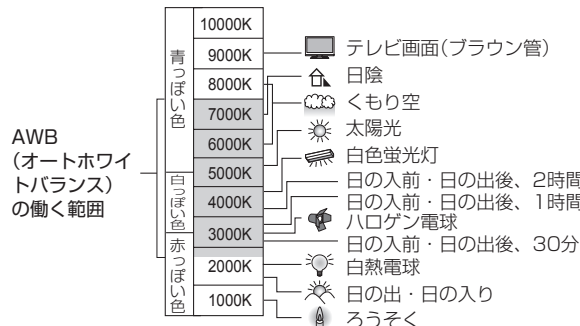 AWB
（オートホワイ
トバランス）
の働く範囲
青っぽい色
白っぽい色
赤っぽい色
10000K
9000K
8000K
7000K
6000K
5000K
4000K
3000K
2000K
1000K
テレビ画面(ブラウン管)
日陰
くもり空
太陽光
白色蛍光灯
日の入前・日の出後、2時間
日の入前・日の出後、1時間
ハロゲン電球
日の入前・日の出後、30分
白熱電球
日の出・日の入り
ろうそく